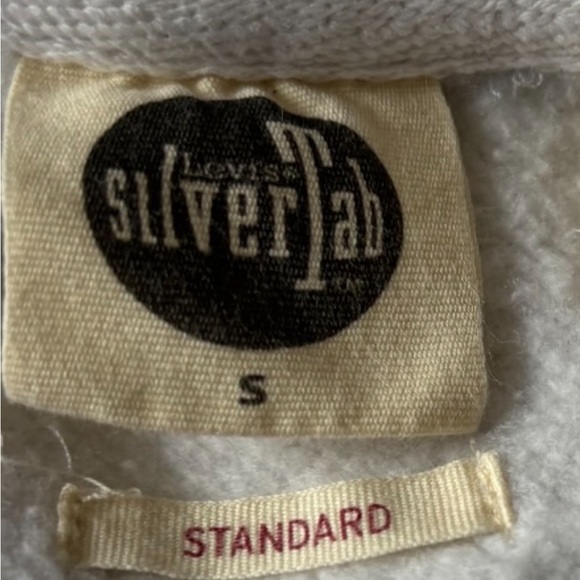 Levi's®
SilverTab
™
S
STANDARD